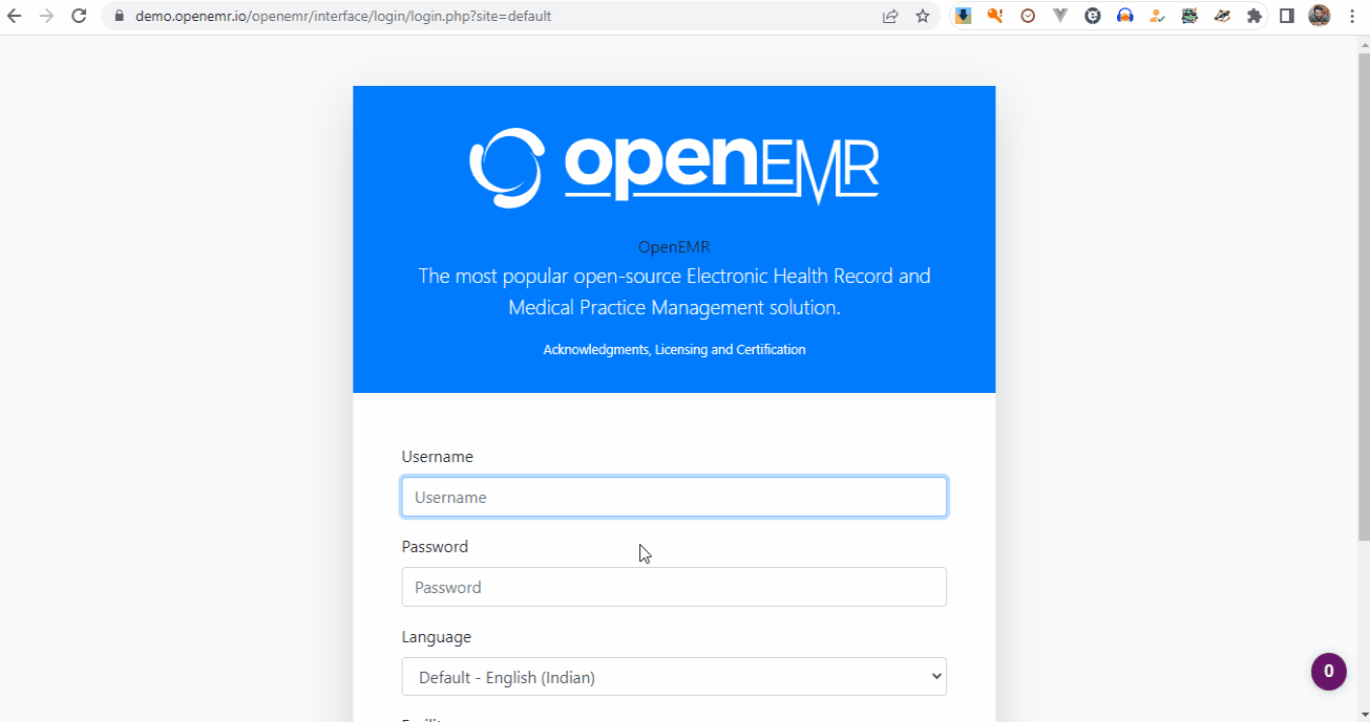 demo.openemr.io/openemr/interface/login/login.php?site=default
openEMR
OpenEMR
The most popular open-source Electronic Health Record and
Medical Practice Management solution.
Acknowledgments, Licensing and Certification
Username
Username
Password
Password
Language
Default - English (Indian)
0